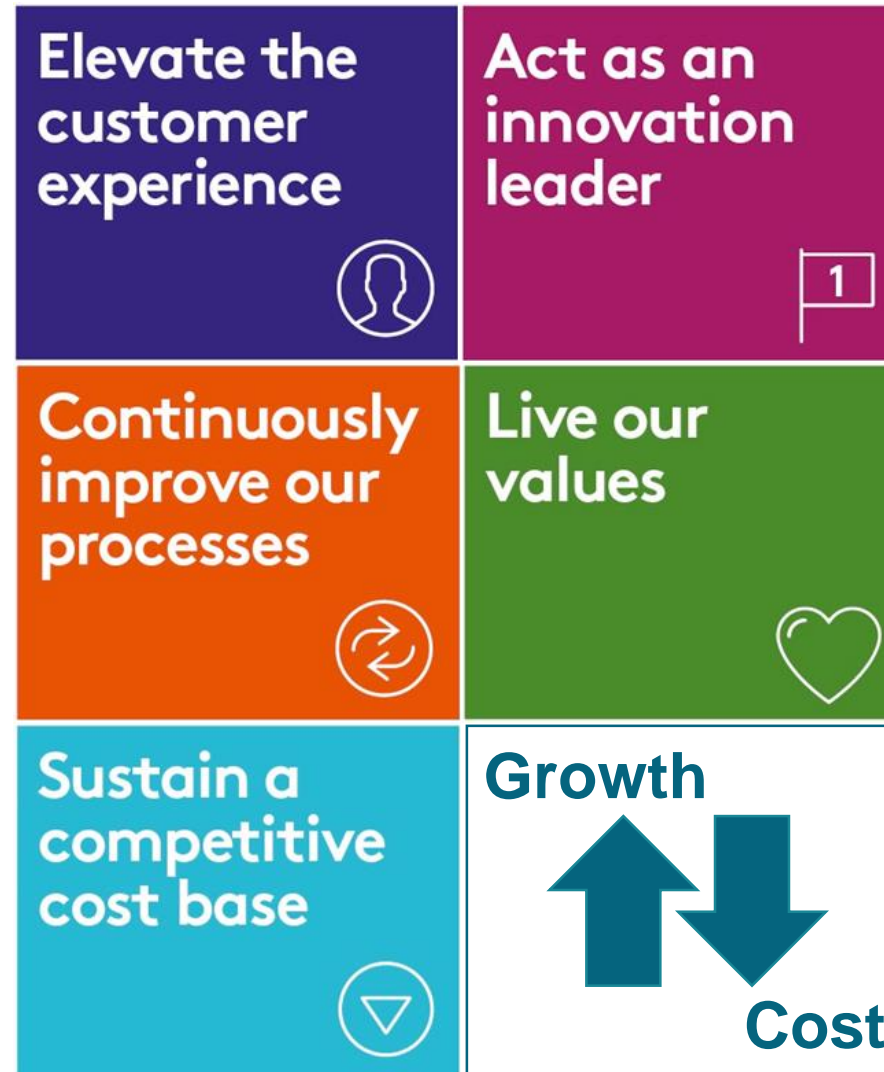 Elevate the
customer
experience
Act as an
innovation
leader
1
Continuously
improve our
processes
Live our
values
Sustain a
competitive
cost base
Growth
Cost